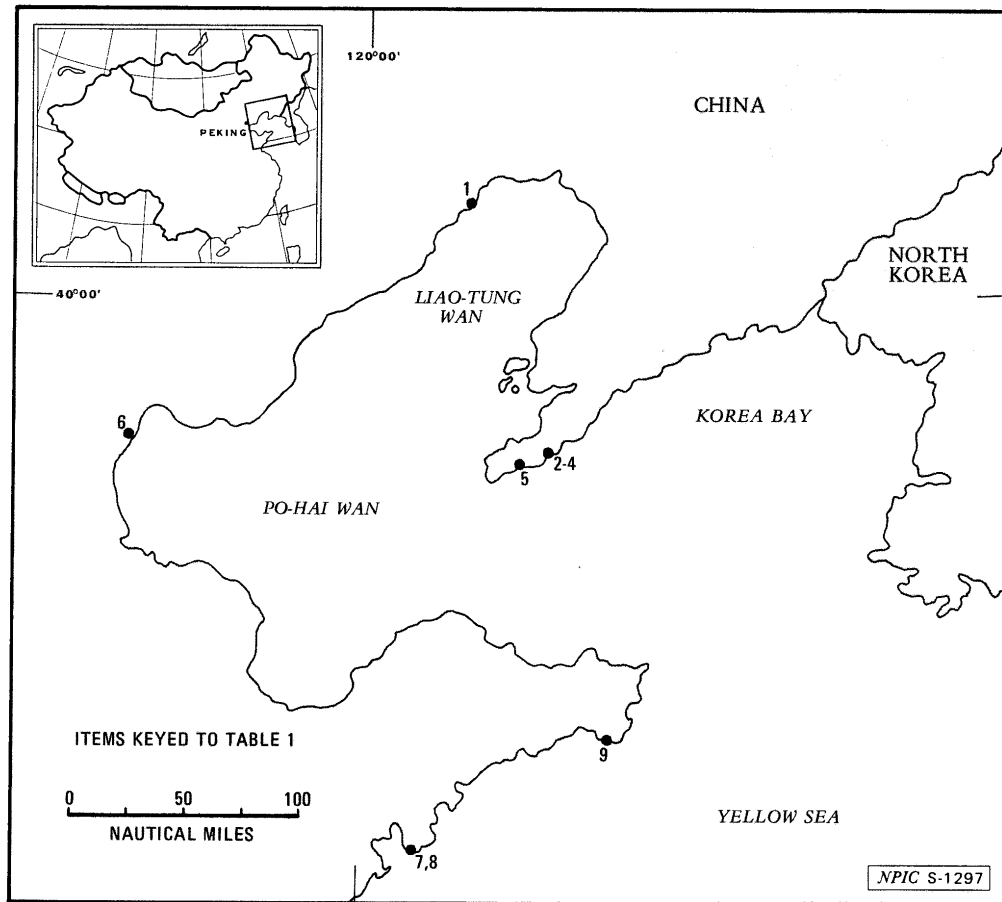 120°00'
CHINA
PEKING
1
NORTH
KOREA
40°00'
LIAO-TUNG
WAN
KOREA BAY
6
2-4
5
PO-HAI WAN
ITEMS KEYED TO TABLE 1
9
0 50 100
NAUTICAL MILES
YELLOW SEA
7,8
NPIC S-1297